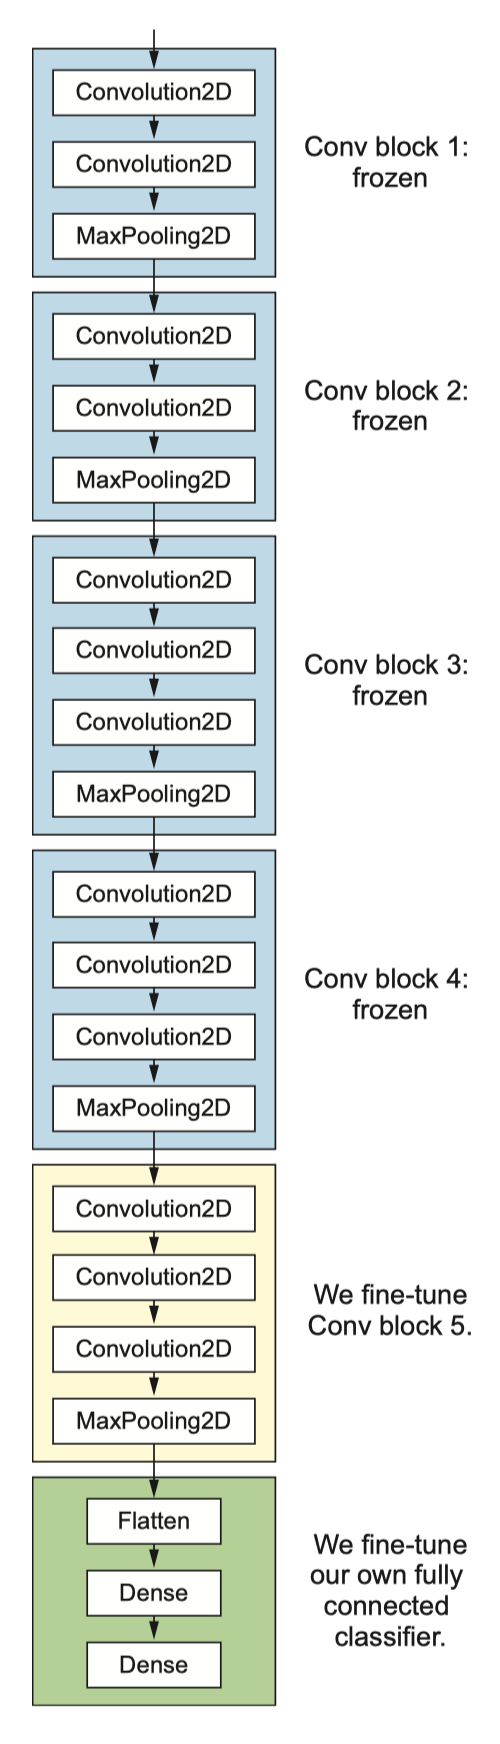 Convolution2D
Convolution2D
MaxPooling2D
Conv block 1:
frozen
Convolution2D
Convolution2D
MaxPooling2D
Conv block 2:
frozen
Convolution2D
Convolution2D
Convolution2D
MaxPooling2D
Conv block 3:
frozen
Convolution2D
Convolution2D
Convolution2D
MaxPooling2D
Conv block 4:
frozen
Convolution2D
Convolution2D
Convolution2D
MaxPooling2D
We fine-tune
Conv block 5.
Flatten
Dense
Dense
We fine-tune
our own fully
connected
classifier.